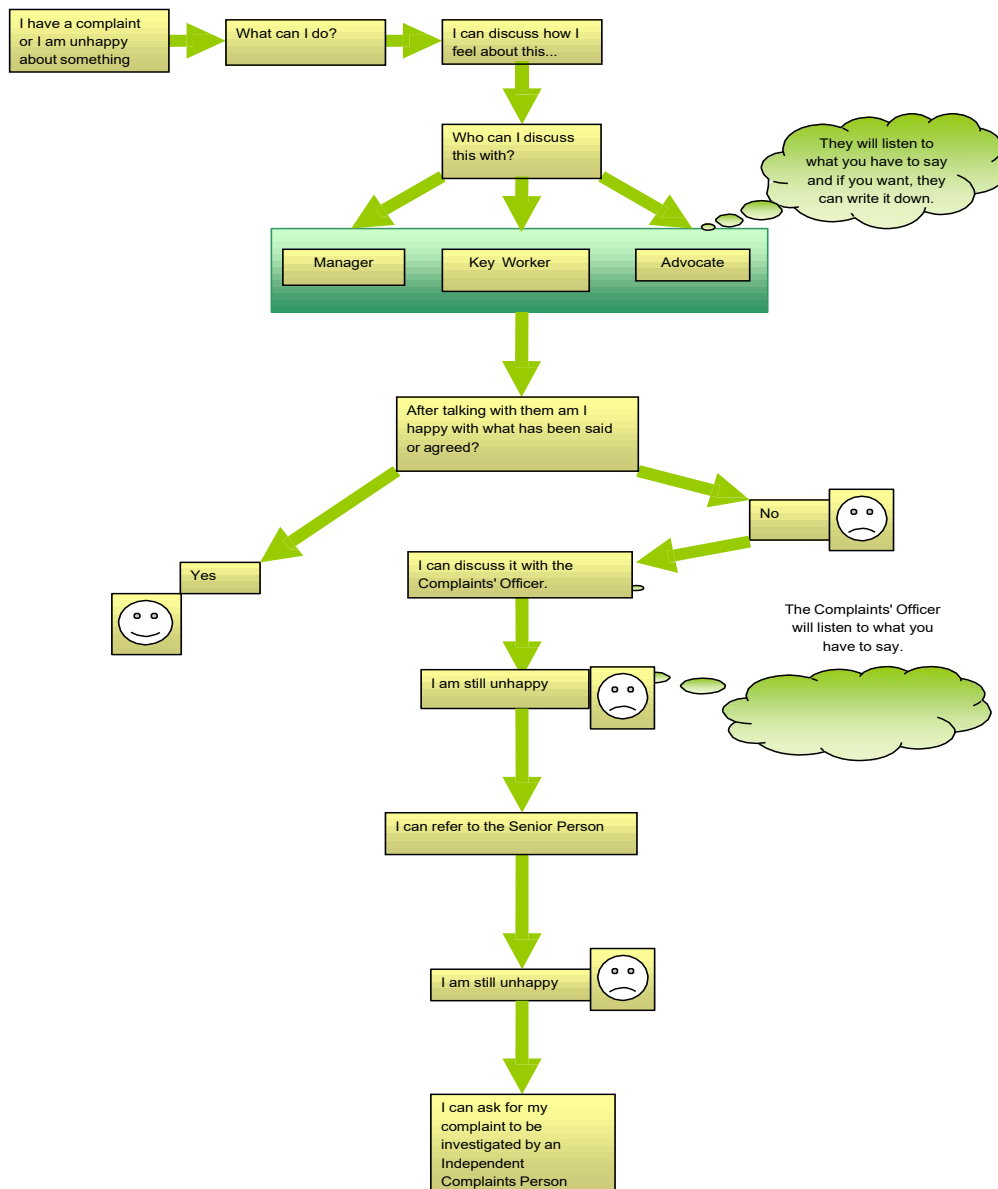 I have a complaint
or I am unhappy
about something
What can I do?
I can discuss how I
feel about this...
Who can I discuss
this with?
They will listen to
what you have to say
and if you want, they
can write it down.
Manager
Key Worker
Advocate
After talking with them am I
happy with what has been said
or agreed?
No
Yes
I can discuss it with the
Complaints' Officer.
The Complaints' Officer
will listen to what you
have to say.
I am still unhappy
I can refer to the Senior Person
I am still unhappy
I can ask for my
complaint to be
investigated by an
Independent
Complaints Person